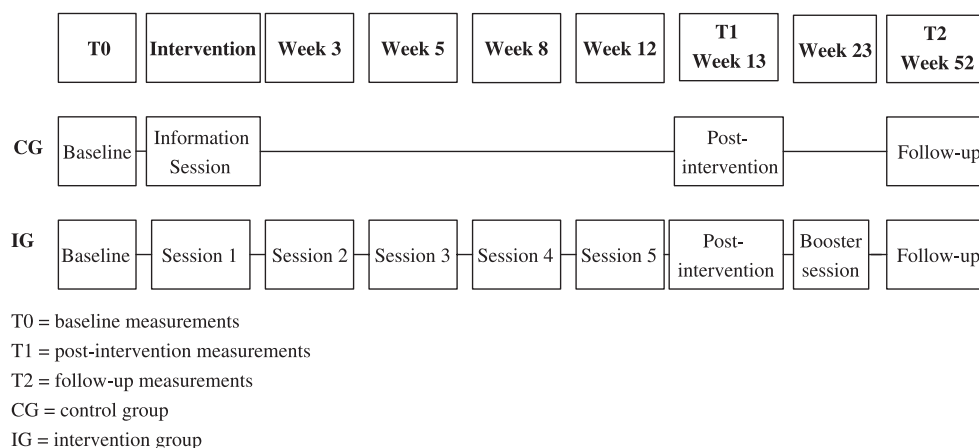 T0 Intervention Week 3 Week 5 Week 8 Week 12 T1 Week 13 Week 23 T2 Week 52
CG Baseline Information Session Post-intervention Follow-up
IG Baseline Session 1 Session 2 Session 3 Session 4 Session 5 Post-intervention Booster session Follow-up
T0 = baseline measurements
T1 = post-intervention measurements
T2 = follow-up measurements
CG = control group
IG = intervention group